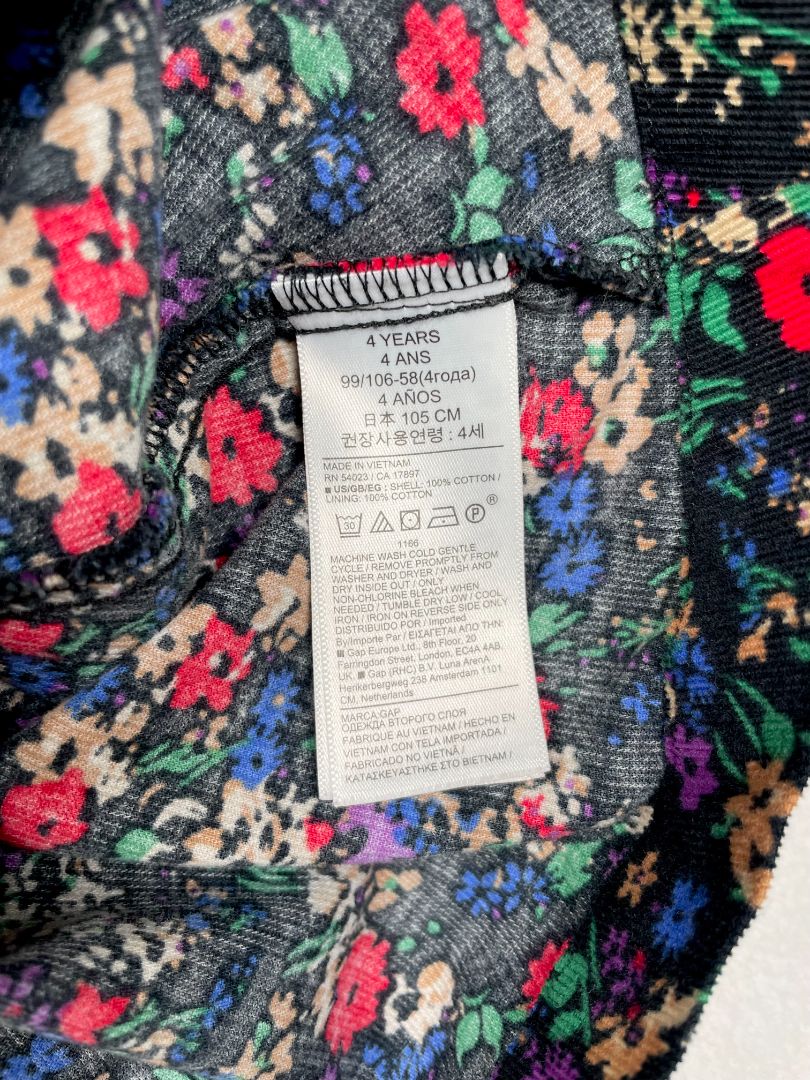 4 YEARS
4 ANS
99/106-58(4года)
4 AÑOS
日本 105 CM
권장사용연령 : 4세
MADE IN VIETNAM
RN 54023 / CA 17897
■ US/GB/EG : SHELL: 100% COTTON /
LINING: 100% COTTON
30 P ®
1166
MACHINE WASH COLD GENTLE
CYCLE / REMOVE PROMPTLY FROM
WASHER AND DRYER / WASH AND
DRY INSIDE OUT / ONLY
NON-CHLORINE BLEACH WHEN
NEEDED / TUMBLE DRY LOW / COOL
IRON / IRON ON REVERSE SIDE ONLY
DISTRIBUIDO POR / Imported
By/Importe Par / ΕΙΣΑΓΕΤΑΙ ΑΠΟ ΤΗΝ:
■ Gap Europe Ltd., 8th Floor, 20
Farringdon Street, London, EC4A 4AB,
UK, ■ Gap (RHC) B.V. Luna ArenA
Herikerbergweg 238 Amsterdam 1101
CM, Netherlands
MARCA GAP
ОДЕЖДА ВТОРОГО СЛОЯ
FABRIQUE AU VIETNAM / HECHO EN
VIETNAM CON TELA IMPORTADA /
FABRICADO NO VIETNÃ /
ΚΑΤΑΣΚΕΥΑΣΤΗΚΕ ΣΤΟ ΒΙΕΤΝΑΜ /